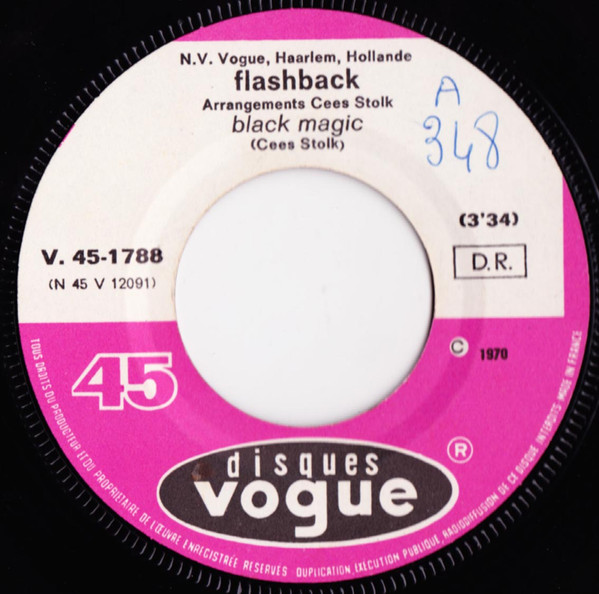 N.V. Vogue, Haarlem, Hollande
flashback
Arrangements Cees Stolk
black magic
(Cees Stolk)
A
348
V. 45-1788
(N 45 V 12091)
(3'34)
D.R.
45
© 1970
disques
vogue
®
TOUS DROITS DU PRODUCTEUR ET DU PROPRIETAIRE DE L'ŒUVRE ENREGISTRÉE RESERVES DUPLICATION EXÉCUTION PUBLIQUE, RADIODIFFUSION DE CE DISQUE INTERDITS MADE IN FRANCE